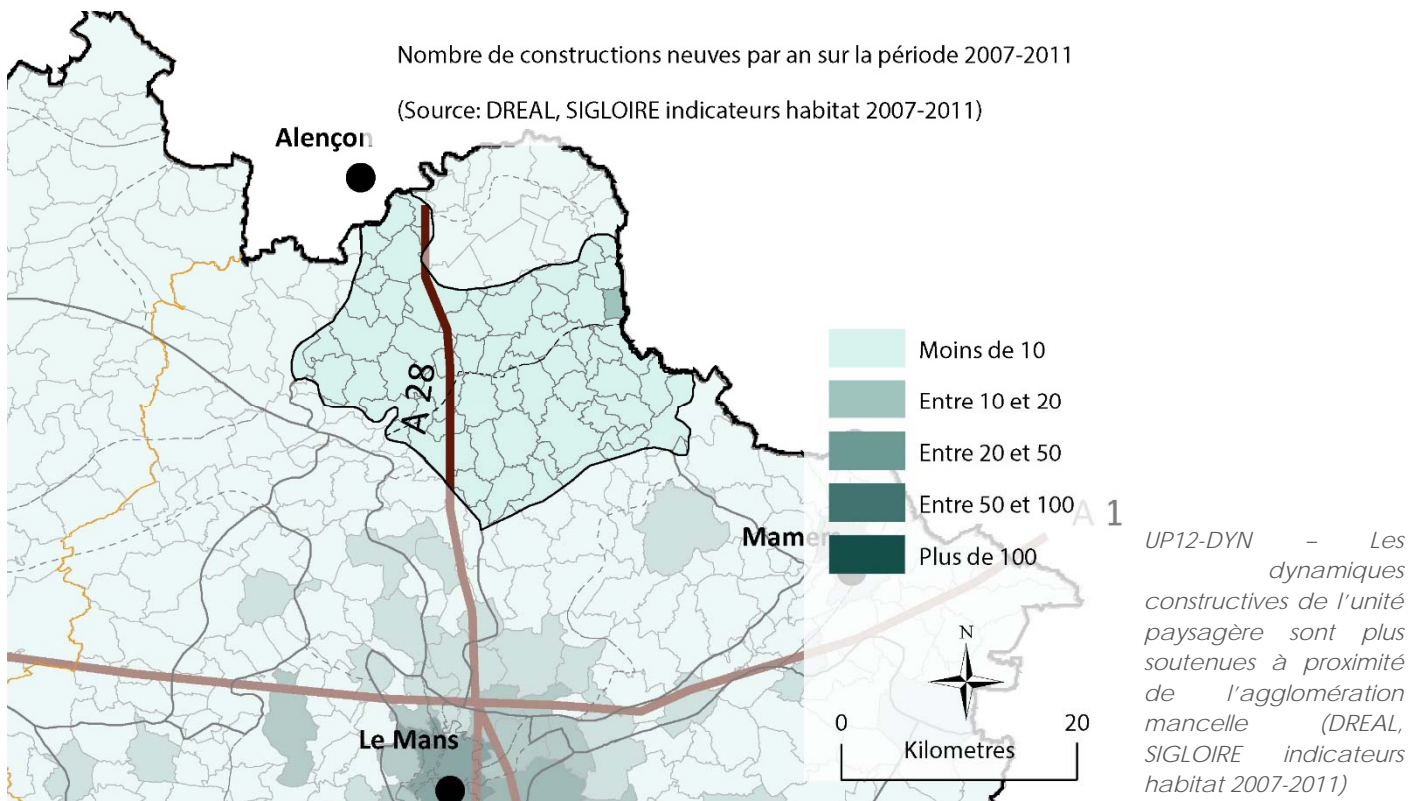 Nombre de constructions neuves par an sur la période 2007-2011
(Source: DREAL, SIGLOIRE indicateurs habitat 2007-2011)
Alençon
A 28
Moins de 10
Entre 10 et 20
Entre 20 et 50
Entre 50 et 100
Plus de 100
A 1
Mamers
Le Mans
N
0 20
Kilometres
UP12-DYN – Les
dynamiques
constructives de l'unité
paysagère sont plus
soutenues à proximité
de l'agglomération
mancelle (DREAL,
SIGLOIRE indicateurs
habitat 2007-2011)